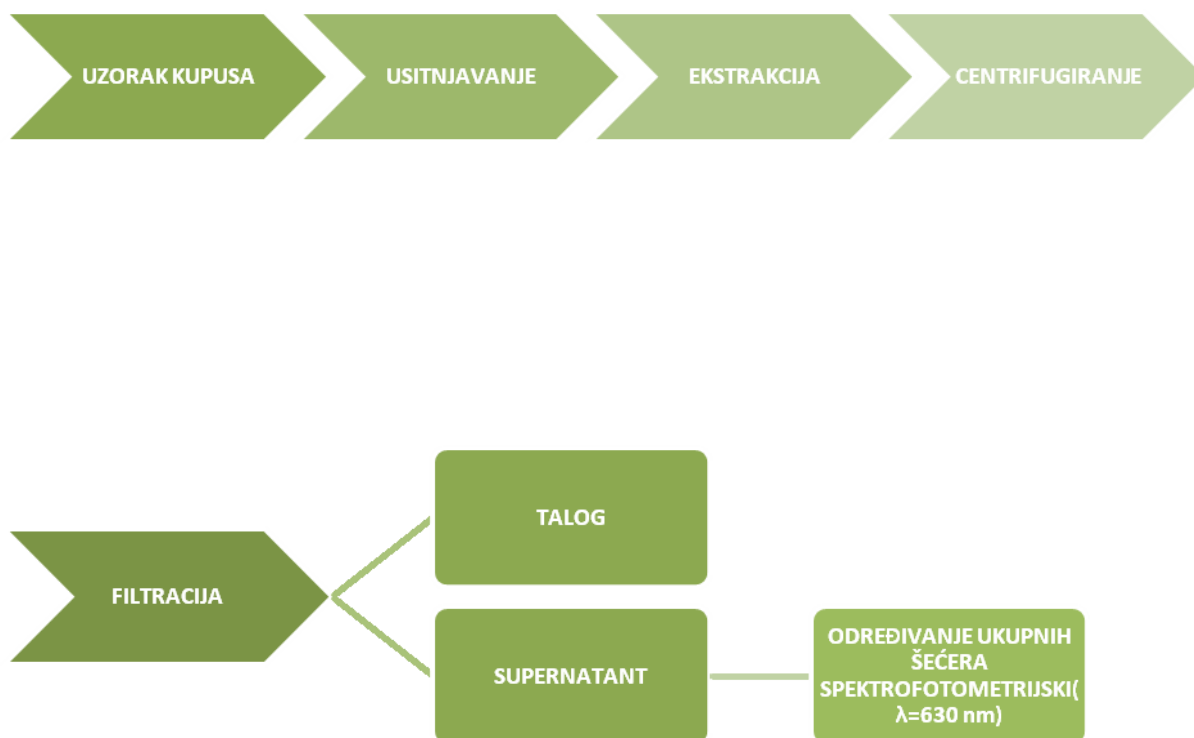 UZORAK KUPUSA
USITNJAVANJE
EKSTRAKCIJA
CENTRIFUGIRANJE
FILTRACIJA
TALOG
SUPERNATANT
ODREĐIVANJE UKUPNIH
ŠEĆERA
SPEKTROFOTOMETRIJSKI(
λ=630 nm)